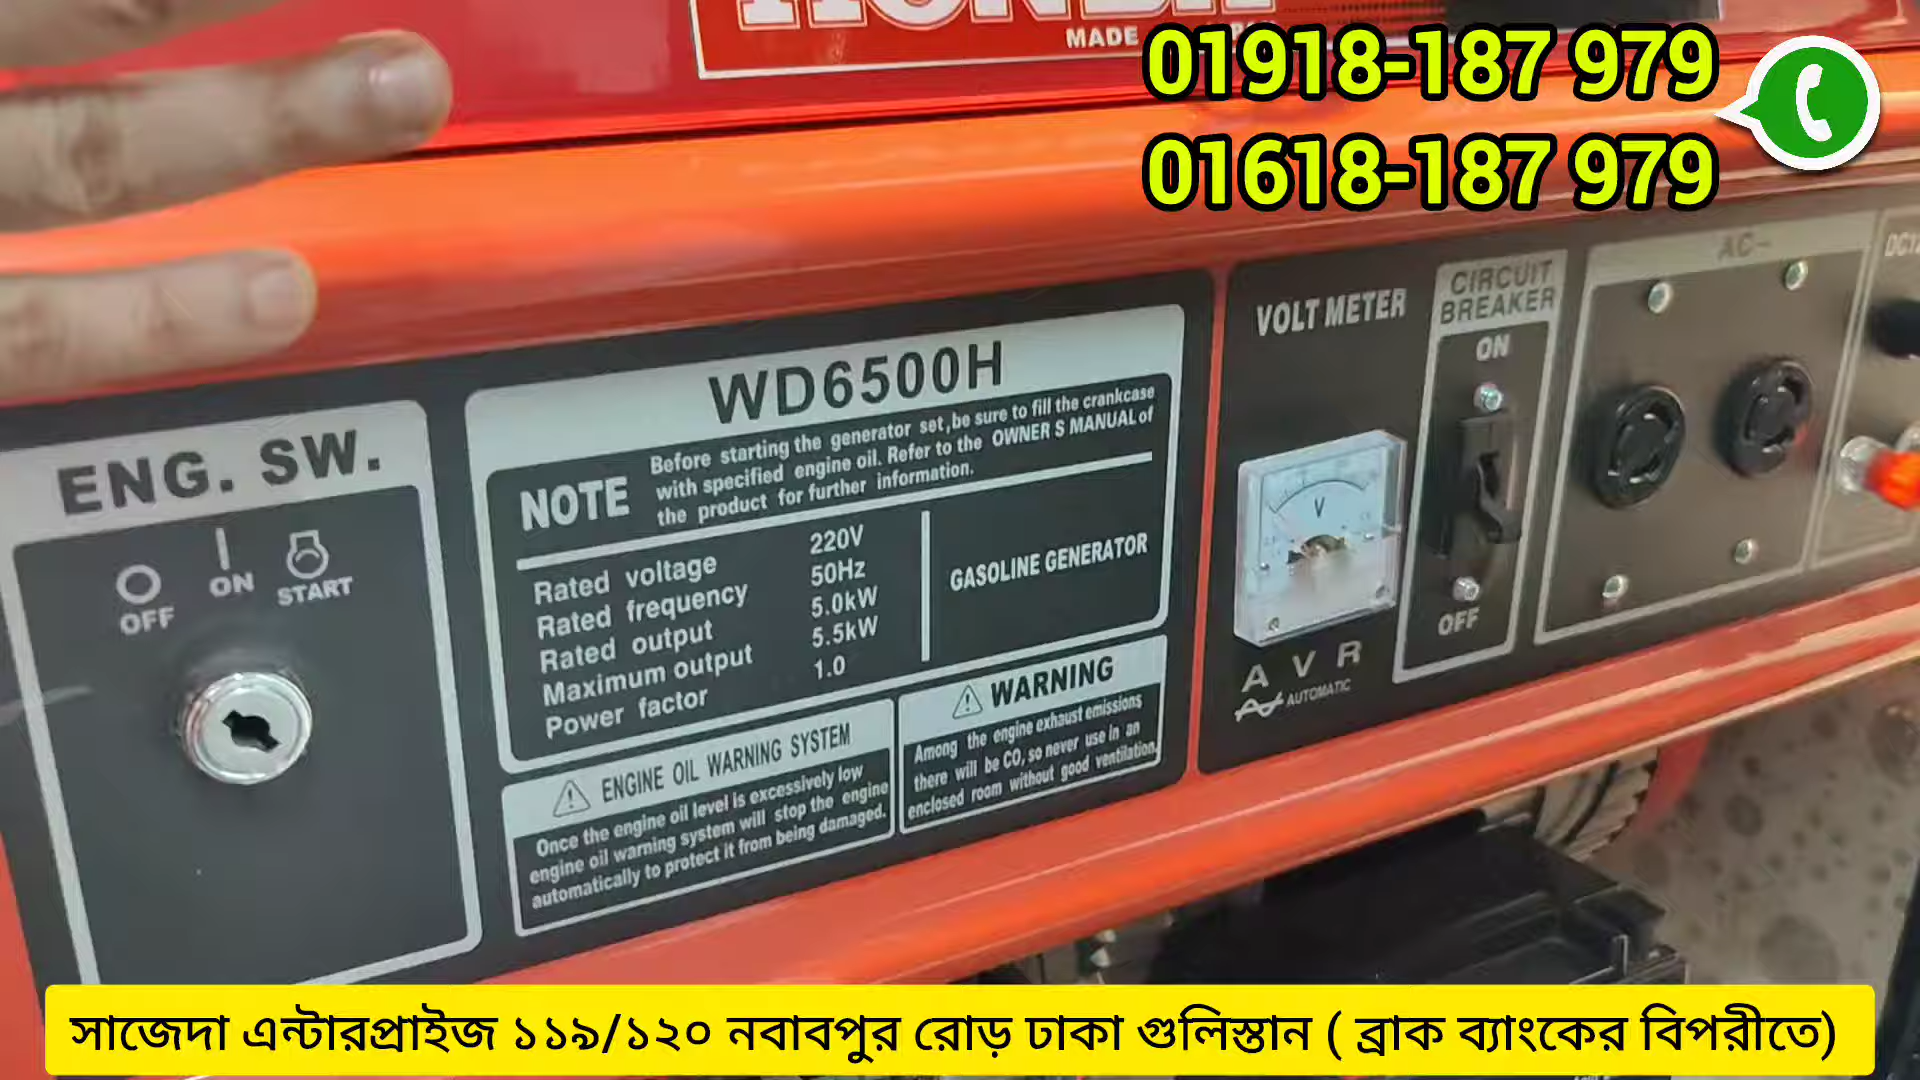 HONDA
MADE
01918-187 979
01618-187 979
AC~
VOLT METER
CIRCUIT
BREAKER
ON
WD6500H
NOTE
Before starting the generator set,be sure to fill the crankcase
with specified engine oil. Refer to the OWNER S MANUAL of
the product for further information.
ENG. SW.
OFF
ON
START
Rated voltage 220V
Rated frequency 50Hz
Rated output 5.0kW
Maximum output 5.5kW
Power factor 1.0
GASOLINE GENERATOR
V
OFF
A V R
AUTOMATIC
ENGINE OIL WARNING SYSTEM
Once the engine oil level is excessively low
engine oil warning system will stop the engine
automatically to protect it from being damaged.
WARNING
Among the engine exhaust emissions
there will be CO, so never use in an
enclosed room without good ventilation.
সাজেদা এন্টারপ্রাইজ ১১৯/১২০ নবাবপুর রোড় ঢাকা গুলিস্তান ( ব্রাক ব্যাংকের বিপরীতে)